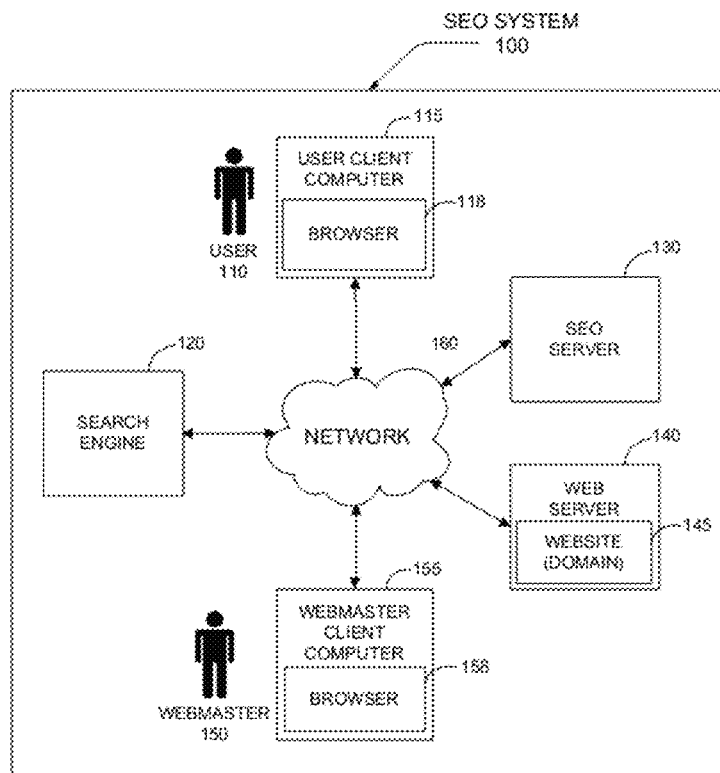 SEO SYSTEM
100
115
USER CLIENT
COMPUTER
118
BROWSER
USER
110
130
SEO
SERVER
160
120
SEARCH
ENGINE
NETWORK
140
WEB
SERVER
145
WEBSITE
(DOMAIN)
155
WEBMASTER
CLIENT
COMPUTER
158
BROWSER
WEBMASTER
150